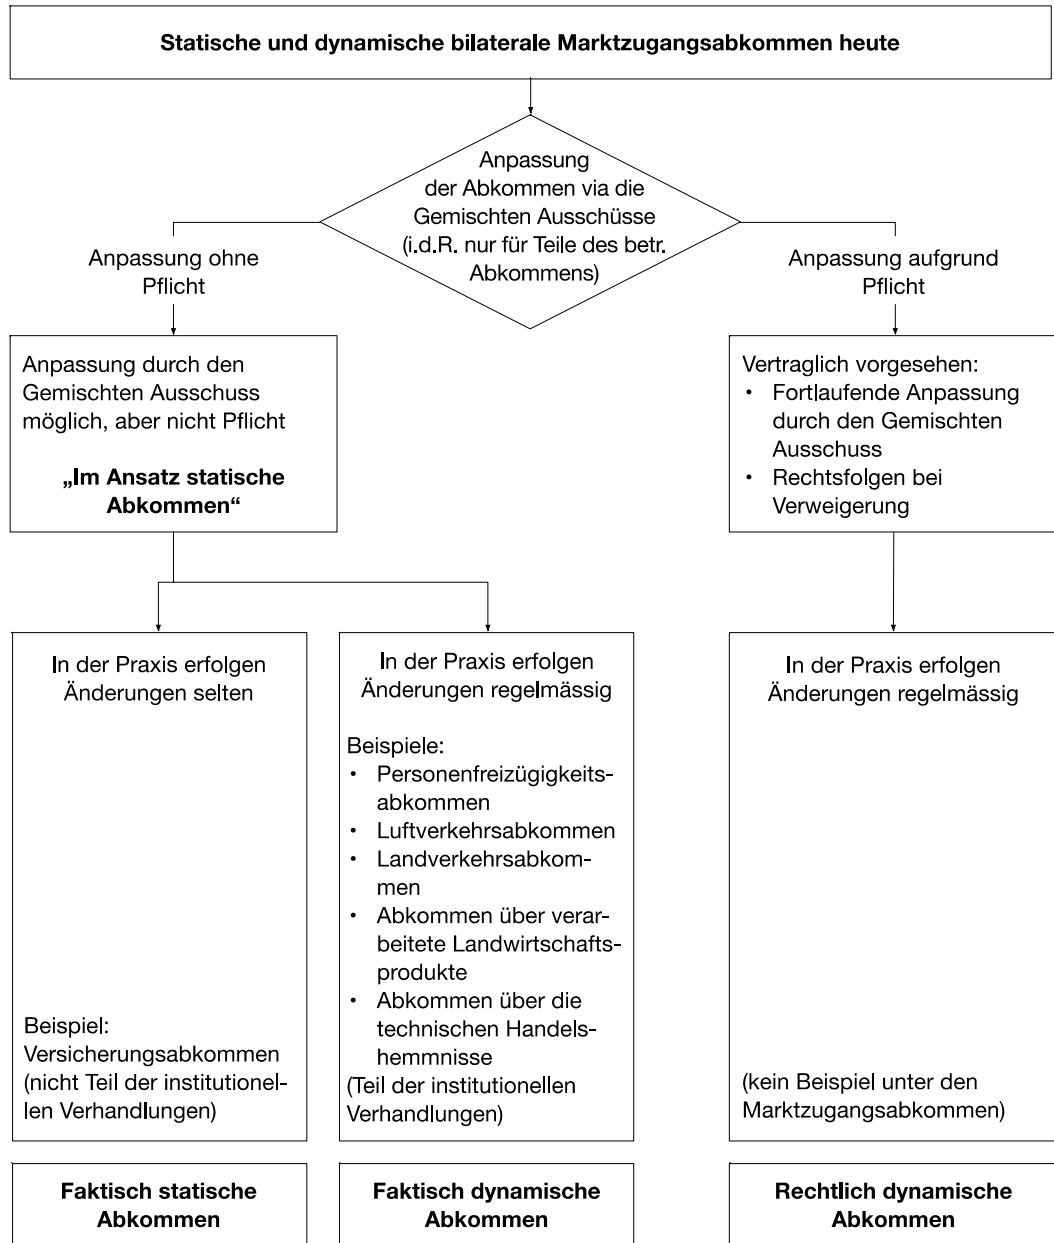 Statische und dynamische bilaterale Marktzugangsabkommen heute
Anpassung
der Abkommen via die
Gemischten Ausschüsse
(i.d.R. nur für Teile des betr.
Abkommens)
Anpassung ohne
Pflicht
Anpassung aufgrund
Pflicht
Anpassung durch den
Gemischten Ausschuss
möglich, aber nicht Pflicht
„Im Ansatz statische
Abkommen“
Vertraglich vorgesehen:
• Fortlaufende Anpassung
durch den Gemischten
Ausschuss
• Rechtsfolgen bei
Verweigerung
In der Praxis erfolgen
Änderungen selten
Beispiel:
Versicherungsabkommen
(nicht Teil der institutionel-
len Verhandlungen)
In der Praxis erfolgen
Änderungen regelmässig
Beispiele:
• Personenfreizügigkeits-
abkommen
• Luftverkehrsabkommen
• Landverkehrsabkom-
men
• Abkommen über verar-
beitete Landwirtschafts-
produkte
• Abkommen über die
technischen Handels-
hemmnisse
(Teil der institutionellen
Verhandlungen)
In der Praxis erfolgen
Änderungen regelmässig
(kein Beispiel unter den
Marktzugangsabkommen)
Faktisch statische
Abkommen
Faktisch dynamische
Abkommen
Rechtlich dynamische
Abkommen